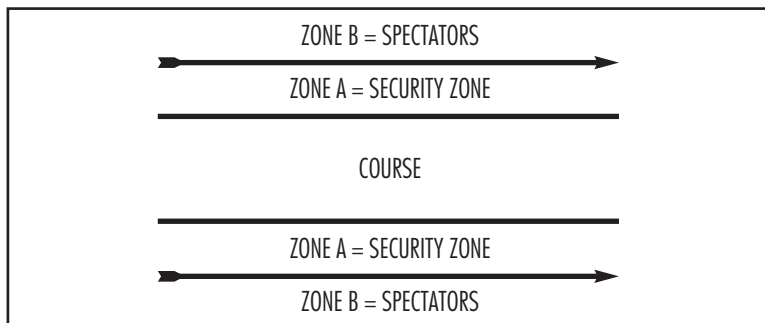 ZONE B = SPECTATORS
ZONE A = SECURITY ZONE
COURSE
ZONE A = SECURITY ZONE
ZONE B = SPECTATORS